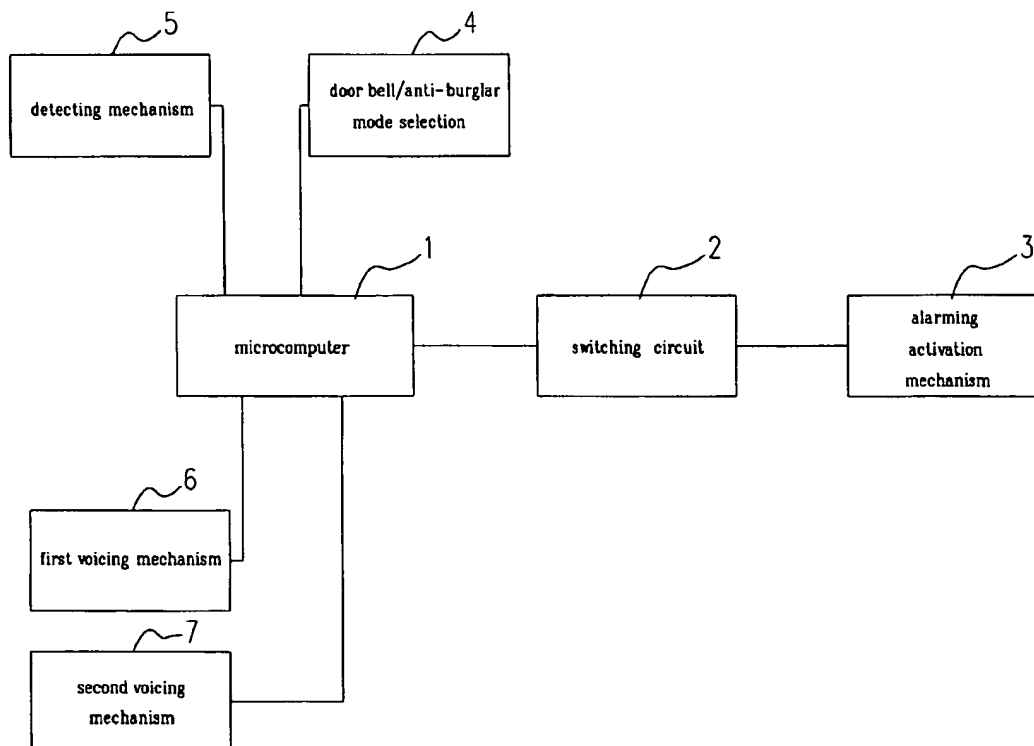 5
4
detecting mechanism
door bell/anti-burglar
mode selection
1
2
3
microcomputer
switching circuit
alarming
activation
mechanism
6
first voicing mechanism
7
second voicing
mechanism